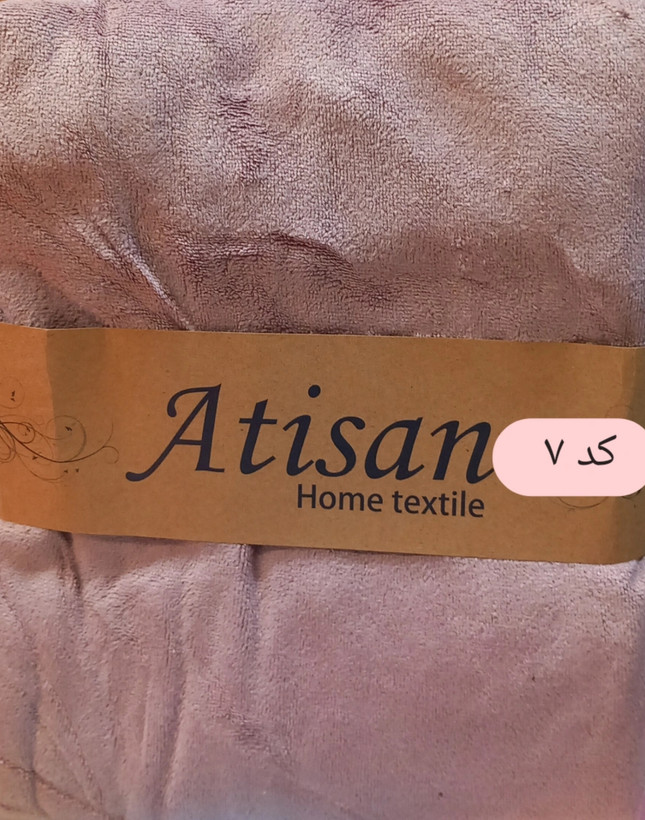 Atisan
Home textile
کد ۷